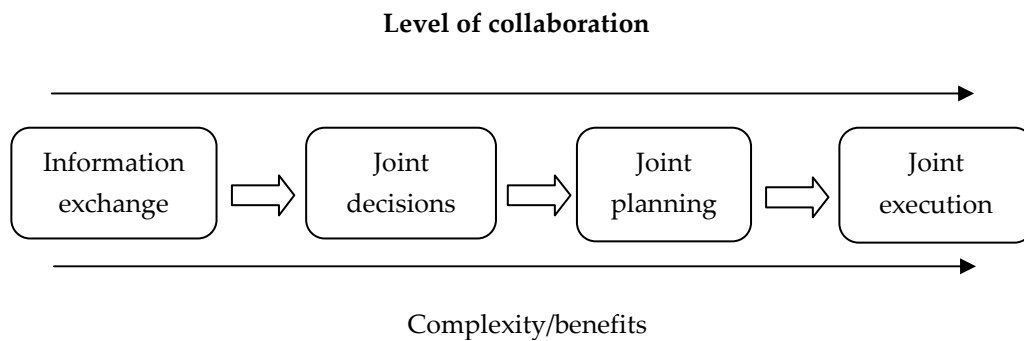 Level of collaboration
Information
exchange
Joint
decisions
Joint
planning
Joint
execution
Complexity/benefits